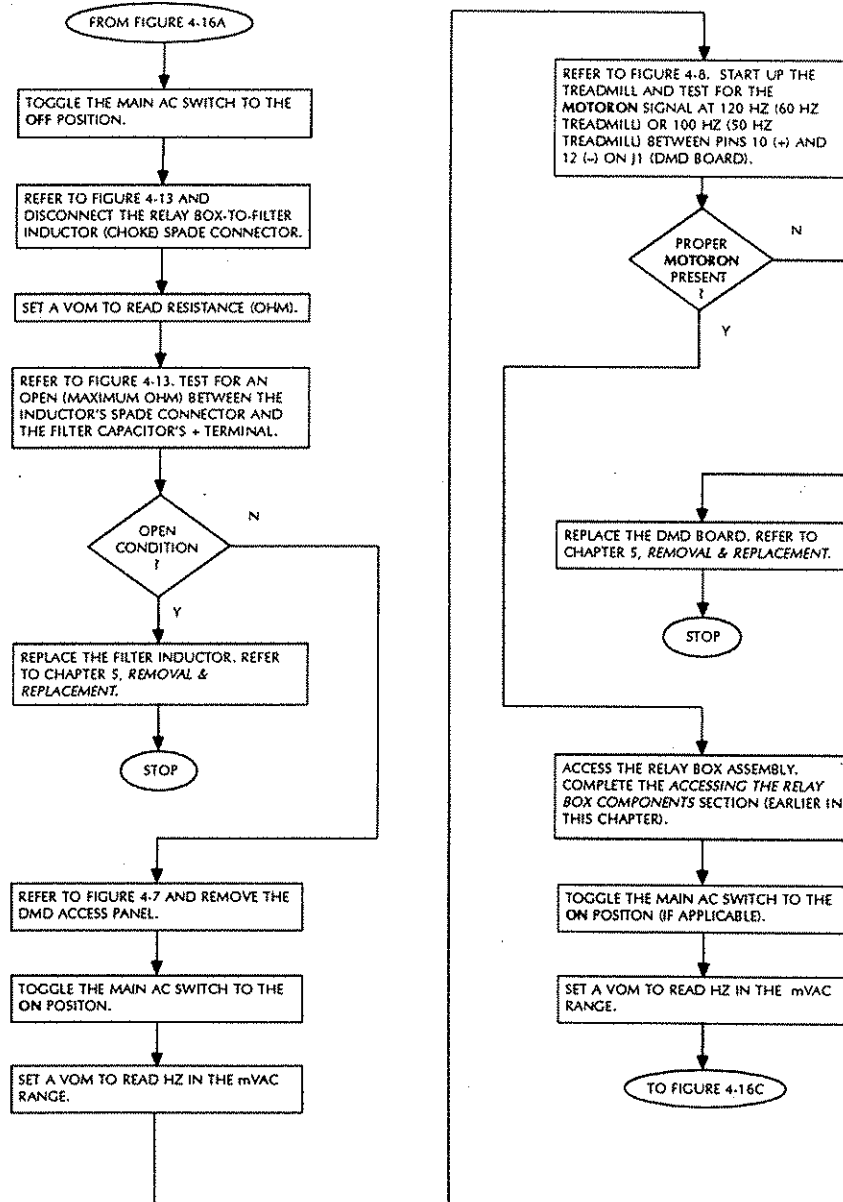 FROM FIGURE 4-16A
TOGGLE THE MAIN AC SWITCH TO THE
OFF POSITION.
REFER TO FIGURE 4-13 AND
DISCONNECT THE RELAY BOX-TO-FILTER
INDUCTOR (CHOKE) SPADE CONNECTOR.
SET A VOM TO READ RESISTANCE (OHM).
REFER TO FIGURE 4-13. TEST FOR AN
OPEN (MAXIMUM OHM) BETWEEN THE
INDUCTOR'S SPADE CONNECTOR AND
THE FILTER CAPACITOR'S + TERMINAL.
OPEN
CONDITION
?
N
Y
REPLACE THE FILTER INDUCTOR. REFER
TO CHAPTER 5, REMOVAL &
REPLACEMENT.
STOP
REFER TO FIGURE 4-7 AND REMOVE THE
DMD ACCESS PANEL.
TOGGLE THE MAIN AC SWITCH TO THE
ON POSITON.
SET A VOM TO READ HZ IN THE mVAC
RANGE.
REFER TO FIGURE 4-8. START UP THE
TREADMILL AND TEST FOR THE
MOTORON SIGNAL AT 120 HZ (60 HZ
TREADMILL) OR 100 HZ (50 HZ
TREADMILL) BETWEEN PINS 10 (+) AND
12 (-) ON J1 (DMD BOARD).
PROPER
MOTORON
PRESENT
?
N
Y
REPLACE THE DMD BOARD. REFER TO
CHAPTER 5, REMOVAL & REPLACEMENT.
STOP
ACCESS THE RELAY BOX ASSEMBLY.
COMPLETE THE ACCESSING THE RELAY
BOX COMPONENTS SECTION (EARLIER IN
THIS CHAPTER).
TOGGLE THE MAIN AC SWITCH TO THE
ON POSITON (IF APPLICABLE).
SET A VOM TO READ HZ IN THE mVAC
RANGE.
TO FIGURE 4-16C